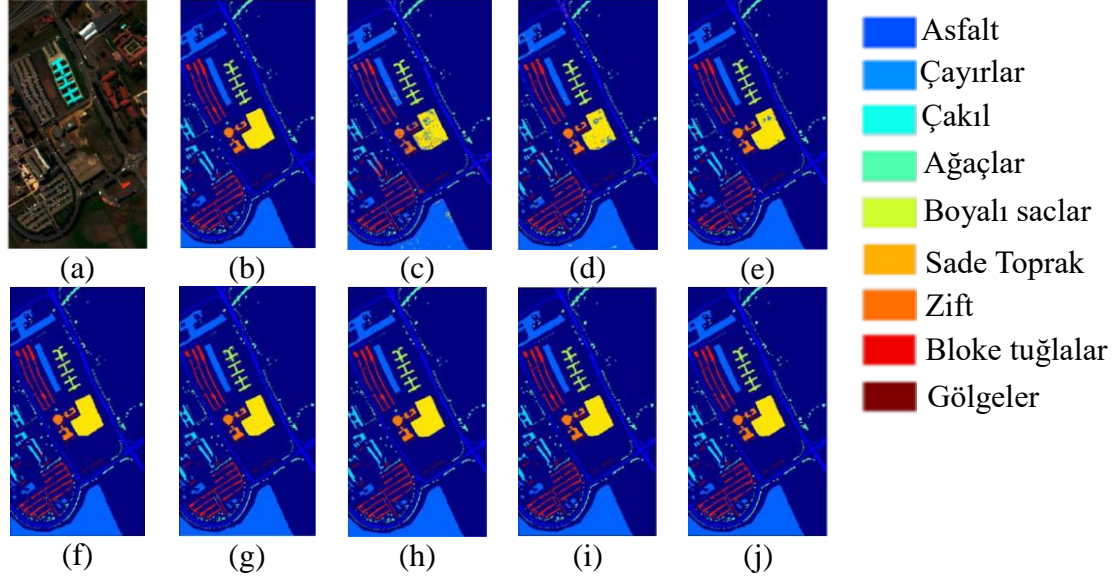 (a)
(b)
(c)
(d)
(e)
(f)
(g)
(h)
(i)
(j)
Asfalt
Çayırlar
Çakıl
Ağaçlar
Boyalı saclar
Sade Toprak
Zift
Bloke tuğlalar
Gölgeler